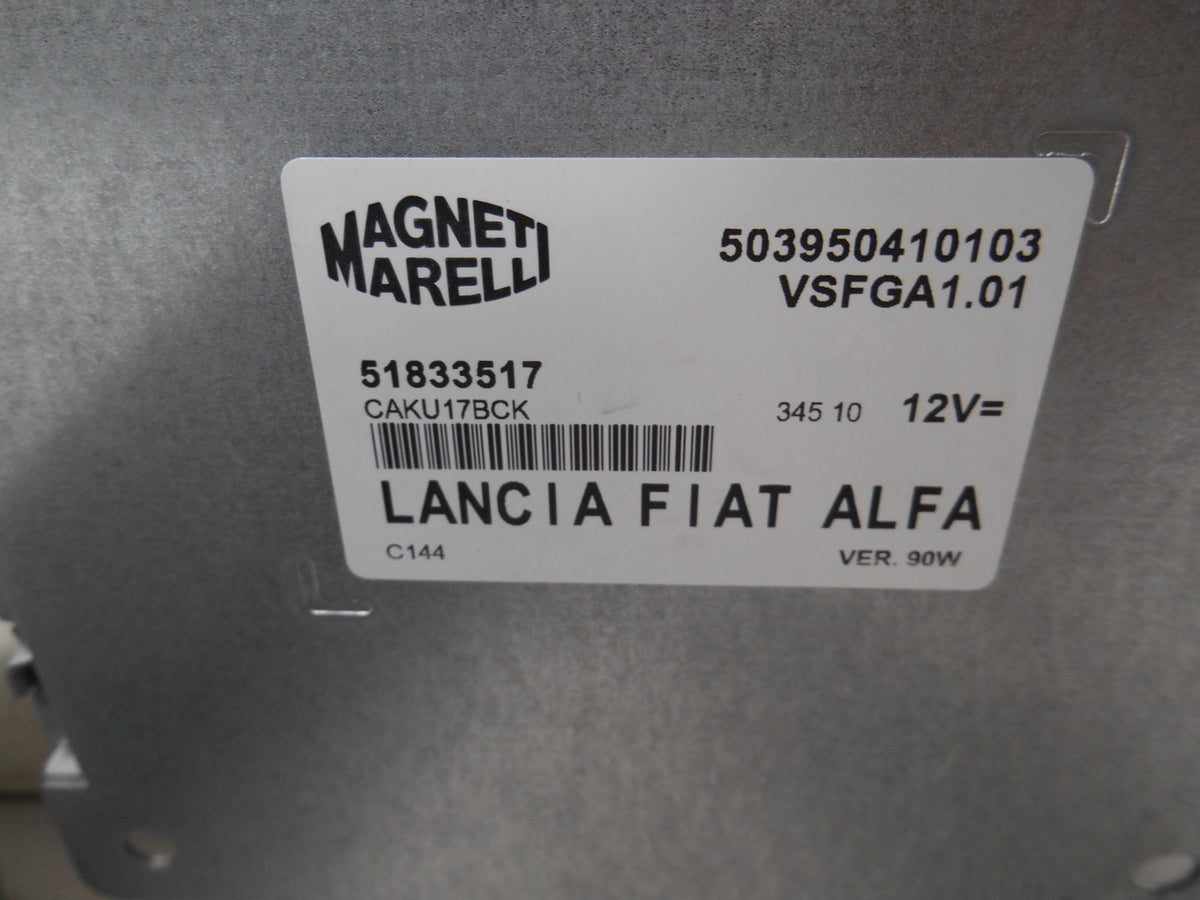 MAGNETI
MARELLI
503950410103
VSFGA1.01
51833517
CAKU17BCK
345 10 12V=
LANCIA FIAT ALFA
C144
VER. 90W